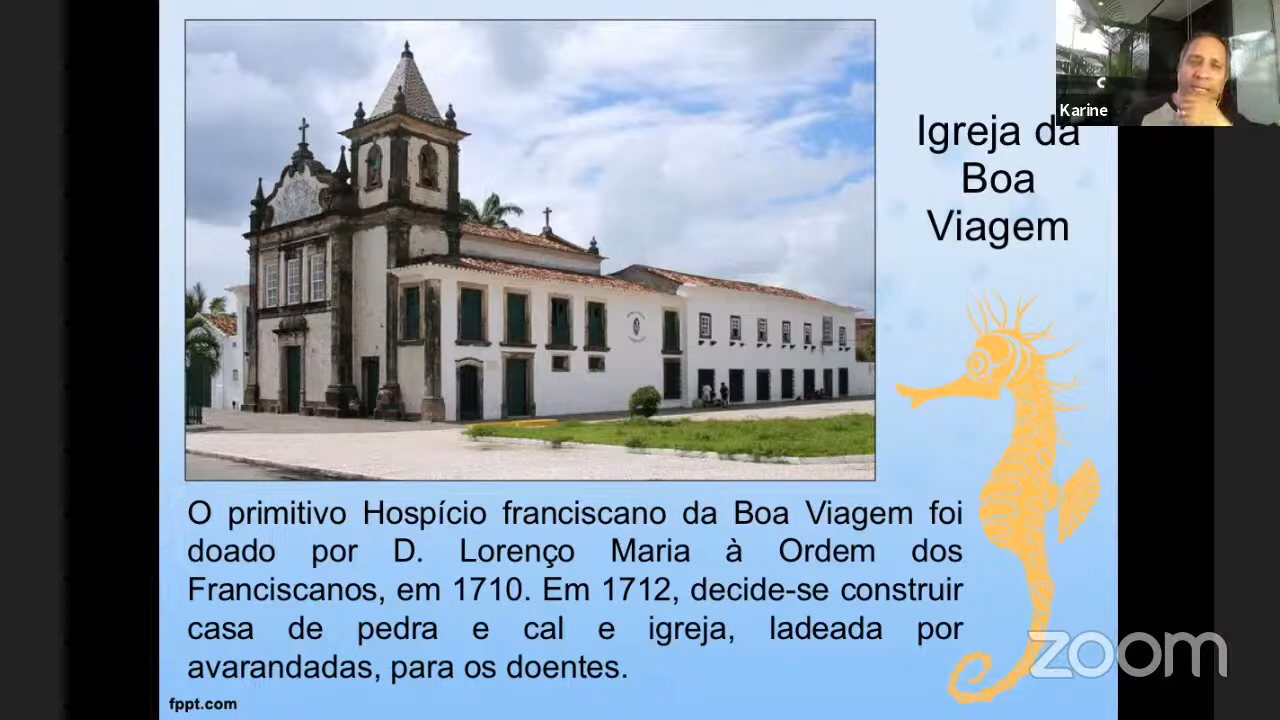 Karine
Igreja da
Boa
Viagem
O primitivo Hospício franciscano da Boa Viagem foi
doado por D. Lorenço Maria à Ordem dos
Franciscanos, em 1710. Em 1712, decide-se construir
casa de pedra e cal e igreja, ladeada por
avarandadas, para os doentes.
zoom
fppt.com